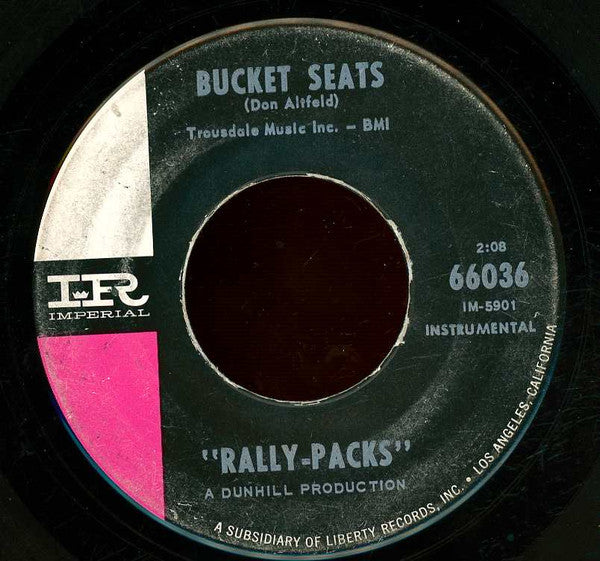 BUCKET SEATS
(Don Altfeld)
Trousdale Music Inc. – BMI
2:08
66036
IM-5901
INSTRUMENTAL
IR
IMPERIAL
"RALLY-PACKS"
A DUNHILL PRODUCTION
A SUBSIDIARY OF LIBERTY RECORDS, INC. • LOS ANGELES, CALIFORNIA